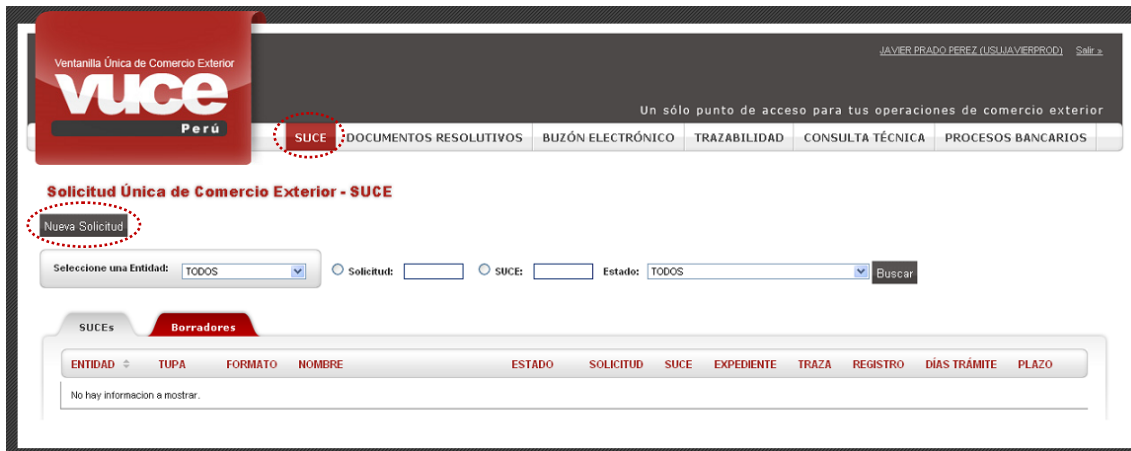 JAVIER PRADO PEREZ (USUJAVIERPROD) Salir »
Ventanilla Única de Comercio Exterior
vuce
Perú
Un sólo punto de acceso para tus operaciones de comercio exterior
SUCE DOCUMENTOS RESOLUTIVOS BUZÓN ELECTRÓNICO TRAZABILIDAD CONSULTA TÉCNICA PROCESOS BANCARIOS
Solicitud Única de Comercio Exterior - SUCE
Nueva Solicitud
Seleccione una Entidad: TODOS Solicitud: SUCE: Estado: TODOS Buscar
SUCEs Borradores
ENTIDAD TUPA FORMATO NOMBRE ESTADO SOLICITUD SUCE EXPEDIENTE TRAZA REGISTRO DÍAS TRÁMITE PLAZO
No hay informacion a mostrar.